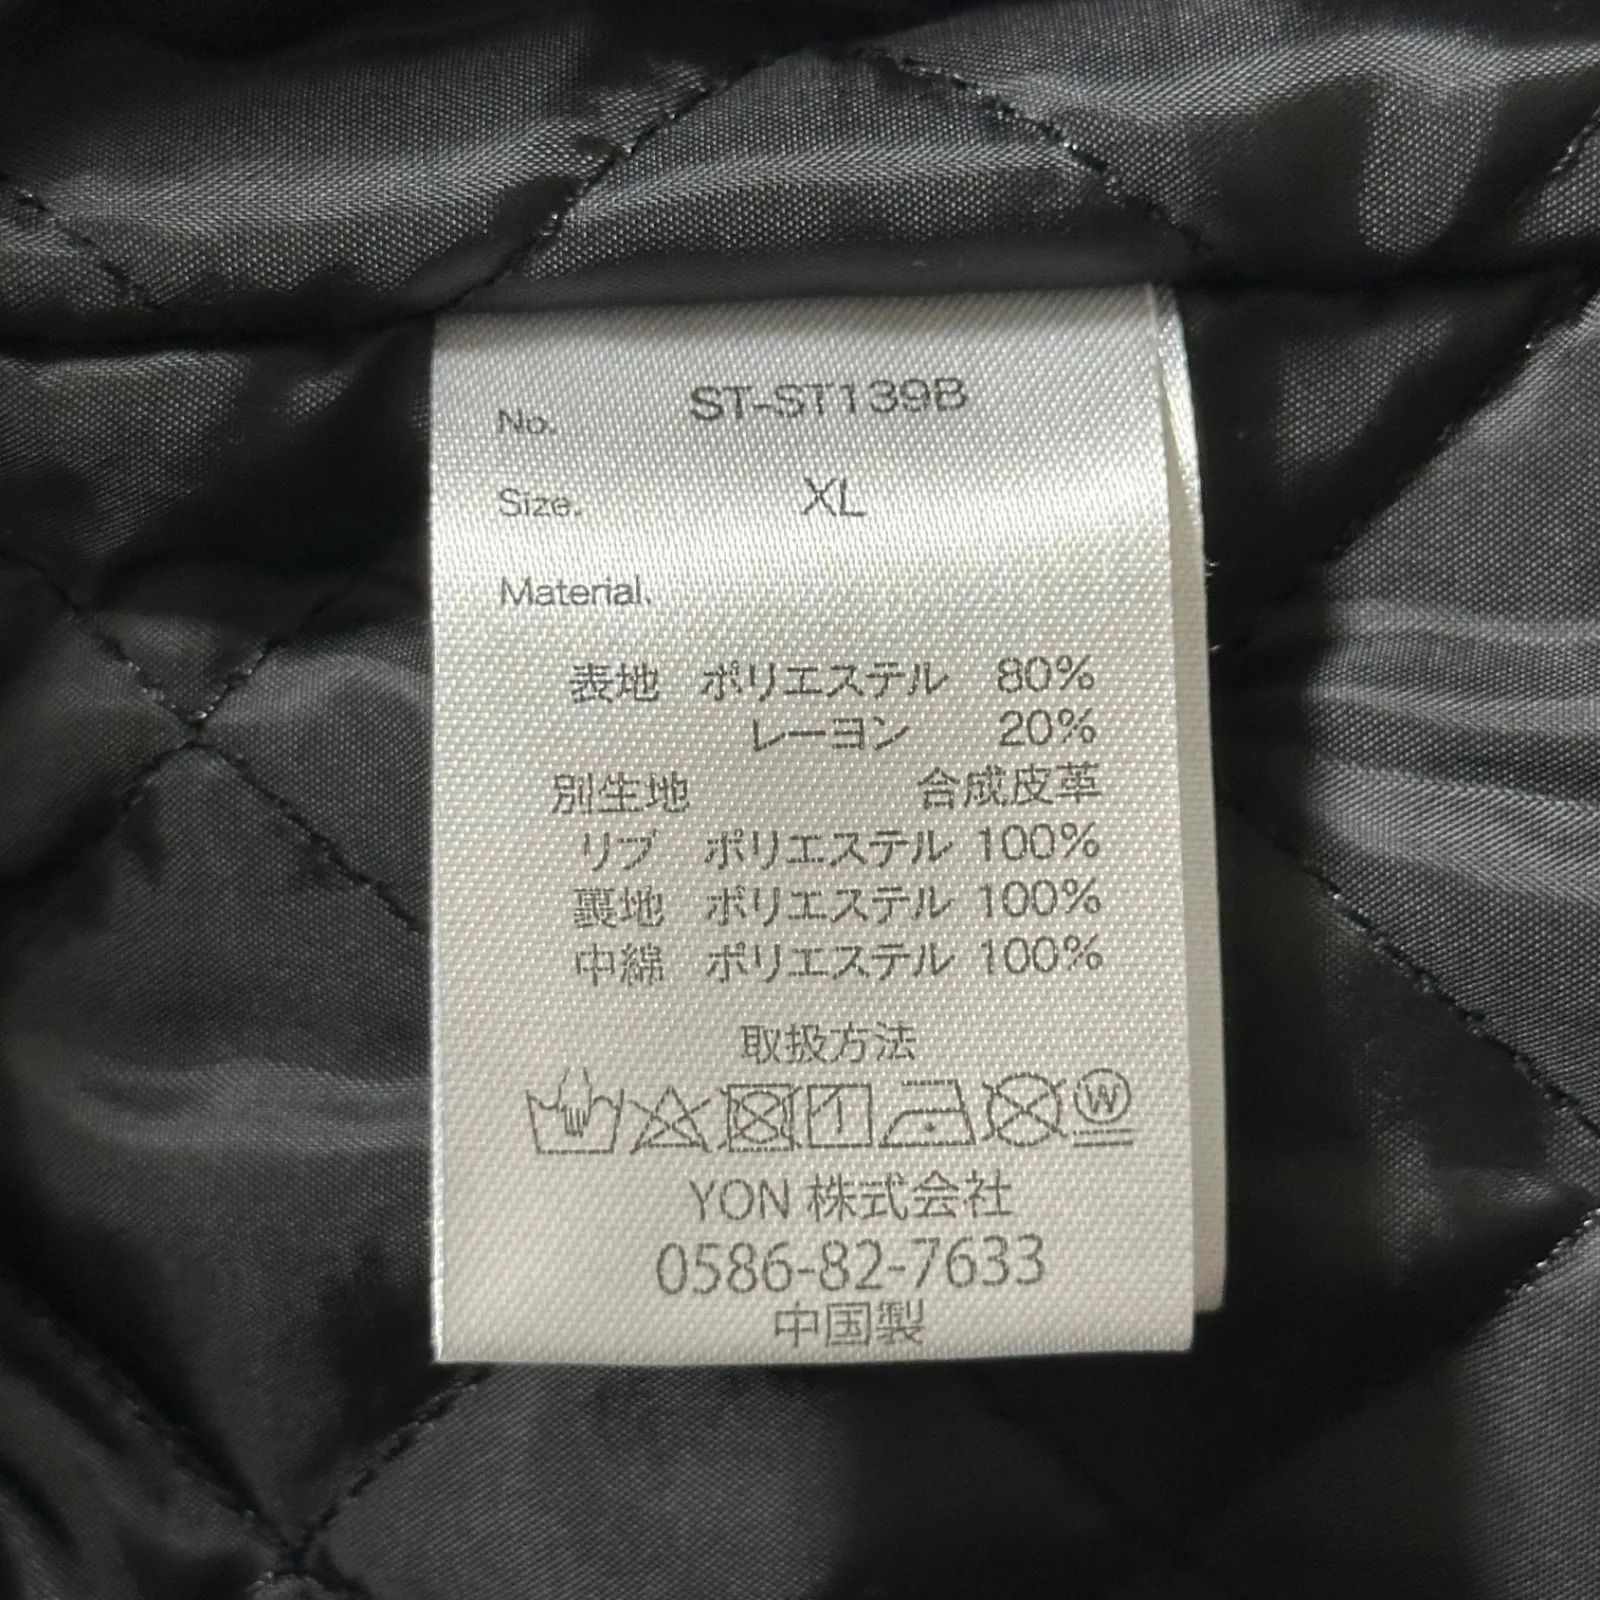 No. ST-ST139B
Size. XL
Material.
表地 ポリエステル 80%
レーヨン 20%
別生地 合成皮革
リブ ポリエステル 100%
裏地 ポリエステル 100%
中綿 ポリエステル 100%
取扱方法
W
YON 株式会社
0586-82-7633
中国製